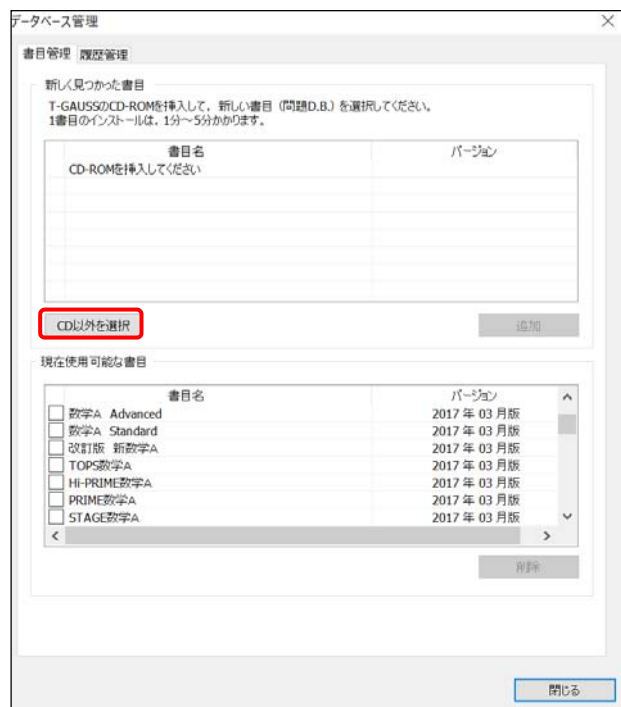 データベース管理
書目管理 履歴管理
新しく見つかった書目
T-GAUSSのCD-ROMを挿入して，新しい書目（問題D.B.）を選択してください。
1書目のインストールは，1分～5分かかります。
書目名 バージョン
CD-ROMを挿入してください
CD以外を選択 追加
現在使用可能な書目
書目名 バージョン
数学A Advanced 2017 年 03 月版
数学A Standard 2017 年 03 月版
改訂版 新数学A 2017 年 03 月版
TOPS数学A 2017 年 03 月版
Hi-PRIME数学A 2017 年 03 月版
PRIME数学A 2017 年 03 月版
STAGE数学A 2017 年 03 月版
削除
閉じる